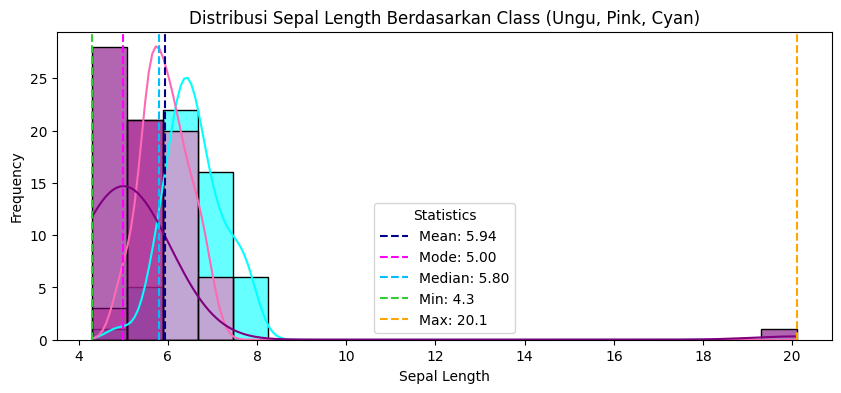 Distribusi Sepal Length Berdasarkan Class (Ungu, Pink, Cyan)
Frequency
25
20
15
10
5
0
Statistics
Mean: 5.94
Mode: 5.00
Median: 5.80
Min: 4.3
Max: 20.1
4 6 8 10 12 14 16 18 20
Sepal Length